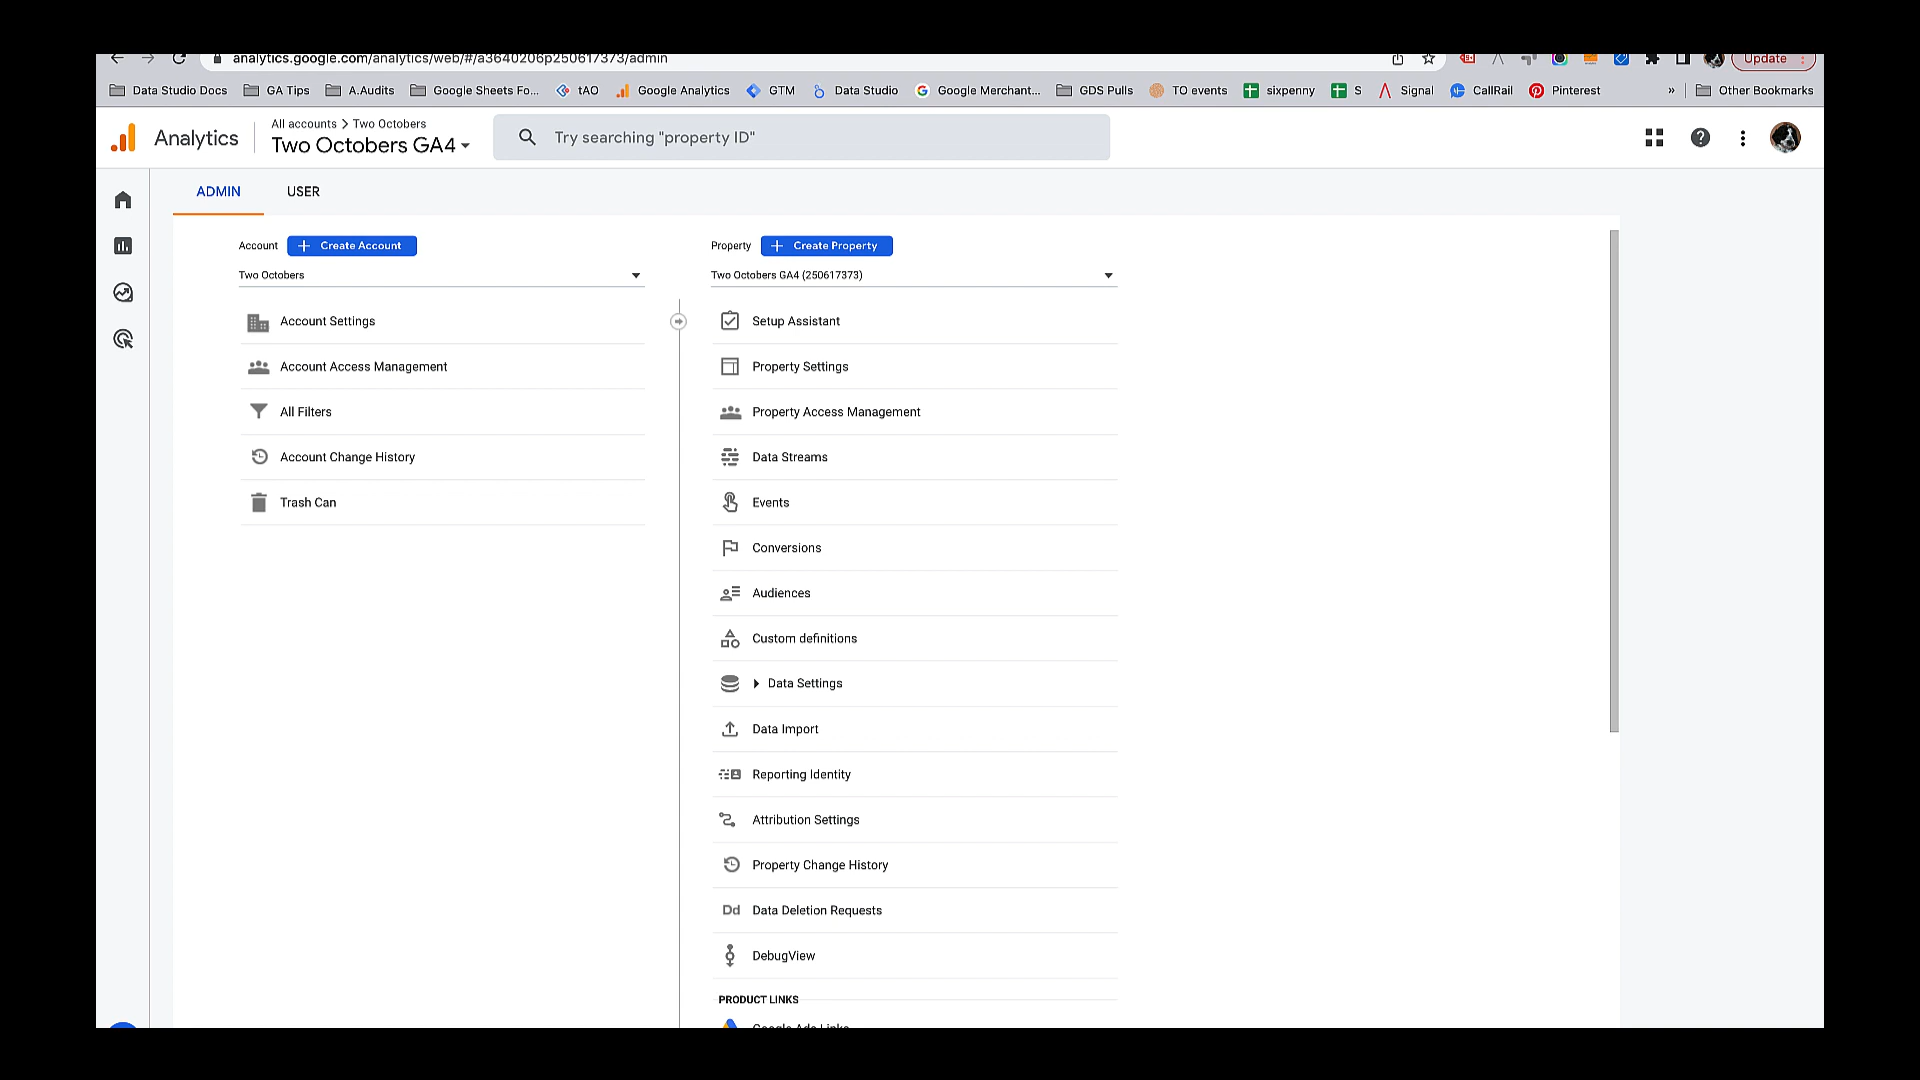 analytics.google.com/analytics/web/#/a3640206p250617373/admin
Update
Data Studio Docs GA Tips A.Audits Google Sheets Fo... tAO Google Analytics GTM Data Studio Google Merchant... GDS Pulls TO events sixpenny S Signal CallRail Pinterest » Other Bookmarks
Analytics
All accounts > Two Octobers
Two Octobers GA4
Try searching "property ID"
ADMIN USER
Account + Create Account
Two Octobers
Account Settings
Account Access Management
All Filters
Account Change History
Trash Can
Property + Create Property
Two Octobers GA4 (250617373)
Setup Assistant
Property Settings
Property Access Management
Data Streams
Events
Conversions
Audiences
Custom definitions
Data Settings
Data Import
Reporting Identity
Attribution Settings
Property Change History
Dd Data Deletion Requests
DebugView
PRODUCT LINKS
Google Ads Links